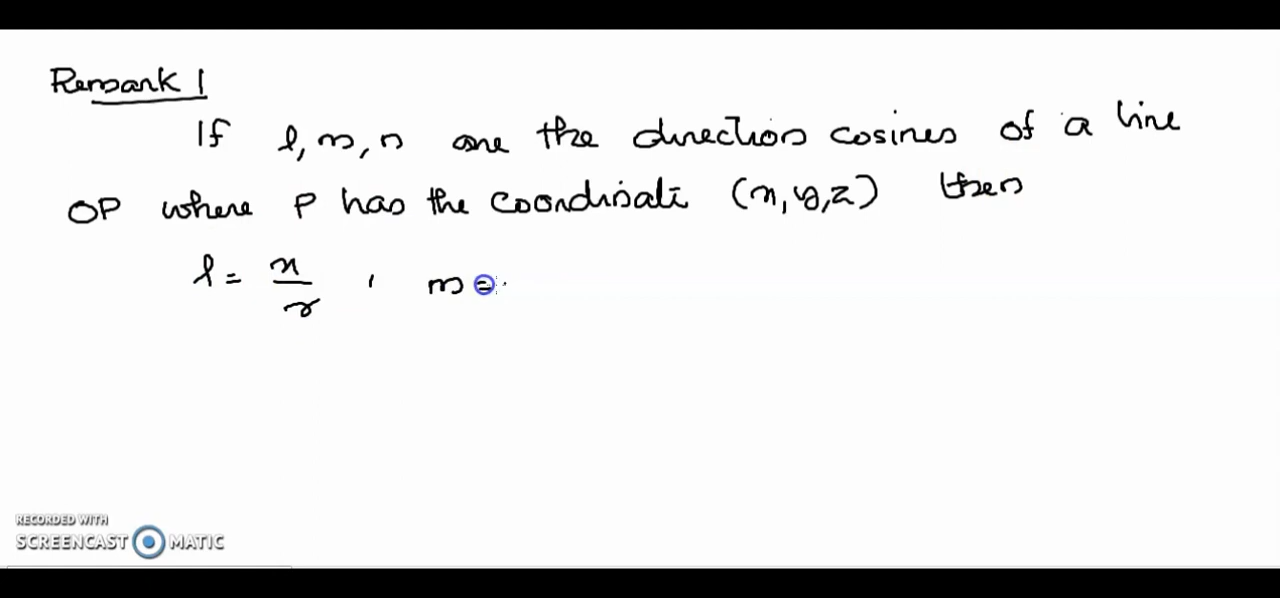 Remark 1
If l, m, n are the direction cosines of a line
OP where P has the coordinate (x, y, z) then
l = x/r , m =
RECORDED WITH
SCREENCAST MATIC